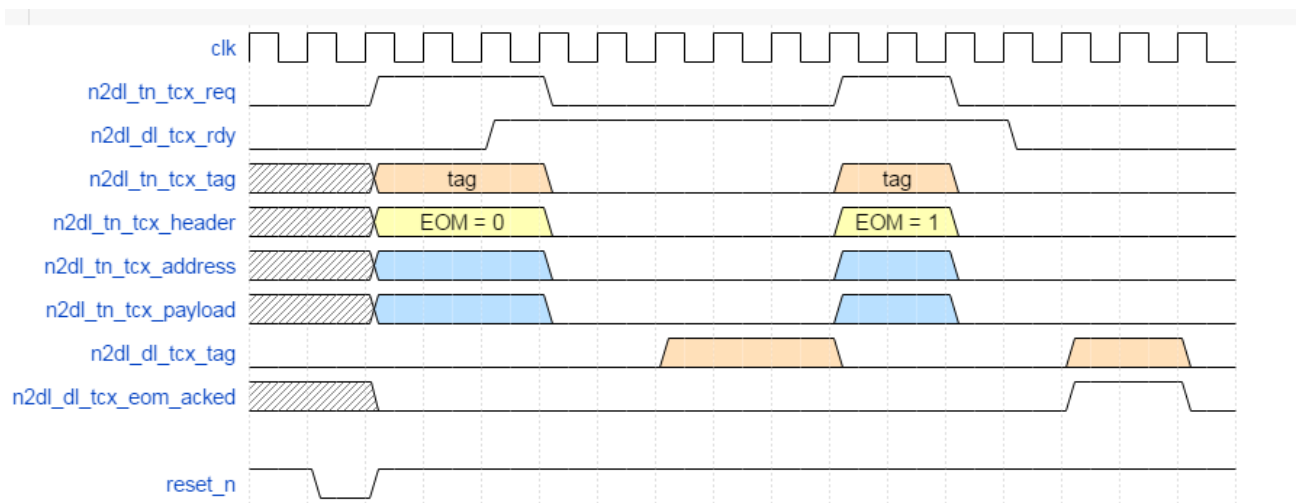 clk
n2dl_tn_tcx_req
n2dl_dl_tcx_rdy
n2dl_tn_tcx_tag tag tag
n2dl_tn_tcx_header EOM = 0 EOM = 1
n2dl_tn_tcx_address
n2dl_tn_tcx_payload
n2dl_dl_tcx_tag
n2dl_dl_tcx_eom_acked
reset_n